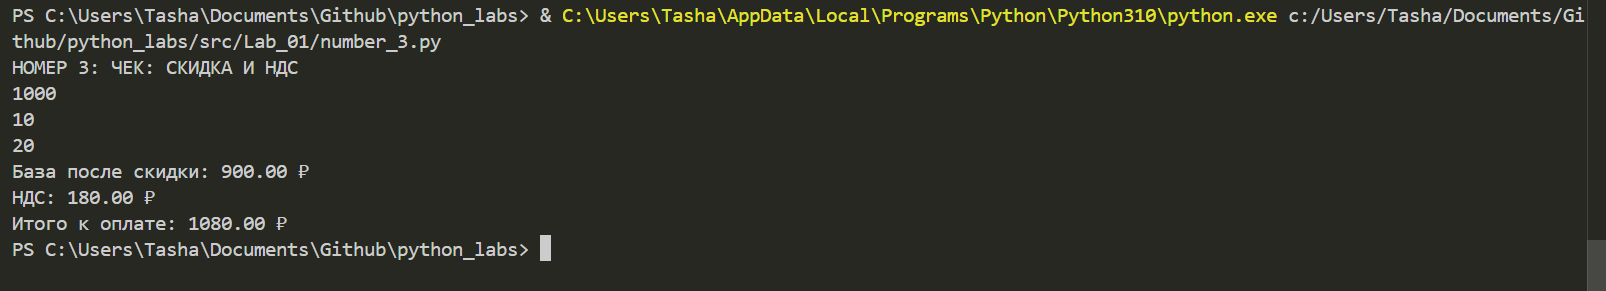 PS C:\Users\Tasha\Documents\Github\python_labs> & C:\Users\Tasha\AppData\Local\Programs\Python\Python310\python.exe c:/Users/Tasha/Documents/Gi
thub/python_labs/src/Lab_01/number_3.py
НОМЕР 3: ЧЕК: СКИДКА И НДС
1000
10
20
База после скидки: 900.00 ₽
НДС: 180.00 ₽
Итого к оплате: 1080.00 ₽
PS C:\Users\Tasha\Documents\Github\python_labs>